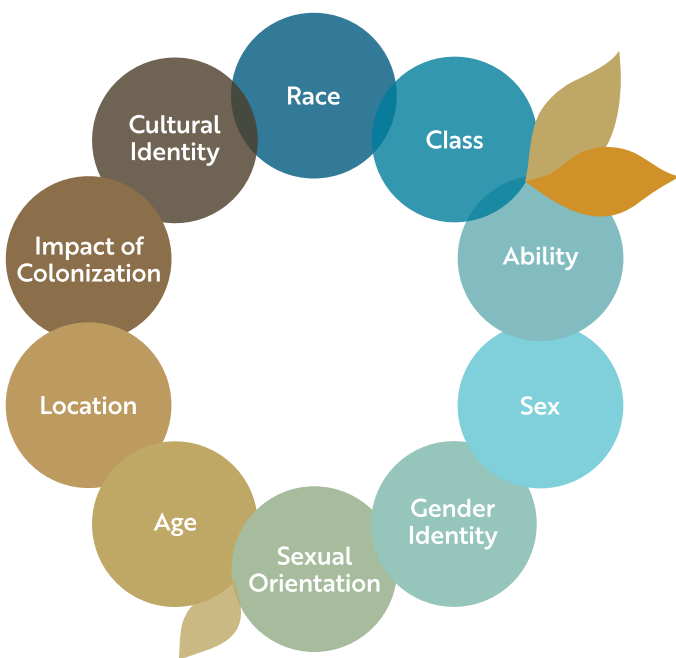 Race
Class
Ability
Sex
Gender
Identity
Sexual
Orientation
Age
Location
Impact of
Colonization
Cultural
Identity